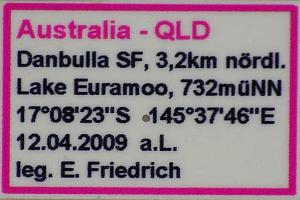 Australia - QLD
Danbulla SF, 3,2km nördl.
Lake Euramoo, 732müNN
17°08'23"S 145°37'46"E
12.04.2009 a.L.
leg. E. Friedrich